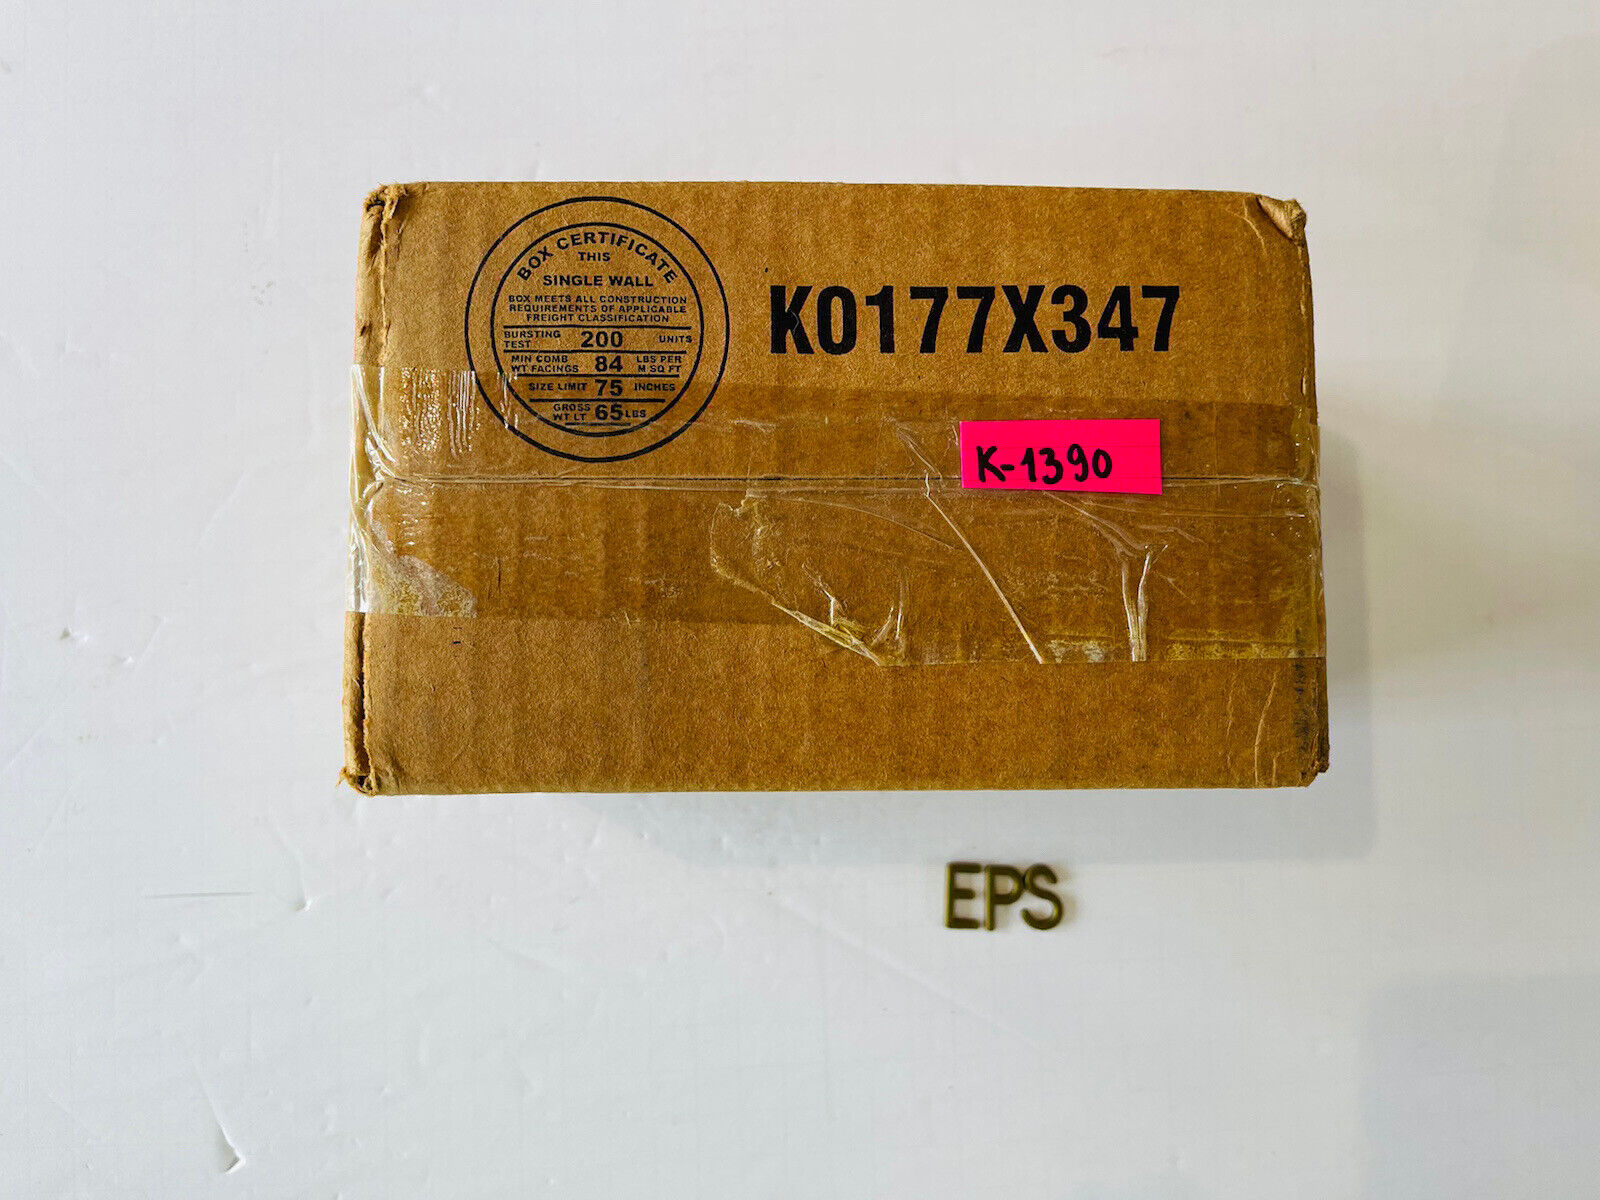 BOX CERTIFICATE
THIS
SINGLE WALL
BOX MEETS ALL CONSTRUCTION
REQUIREMENTS OF APPLICABLE
FREIGHT CLASSIFICATION
BURSTING TEST 200 UNITS
MIN COMB WT FACINGS 84 LBS PER M SQ FT
SIZE LIMIT 75 INCHES
GROSS WT LT 65 LBS
K0177X347
K-1390
EPS